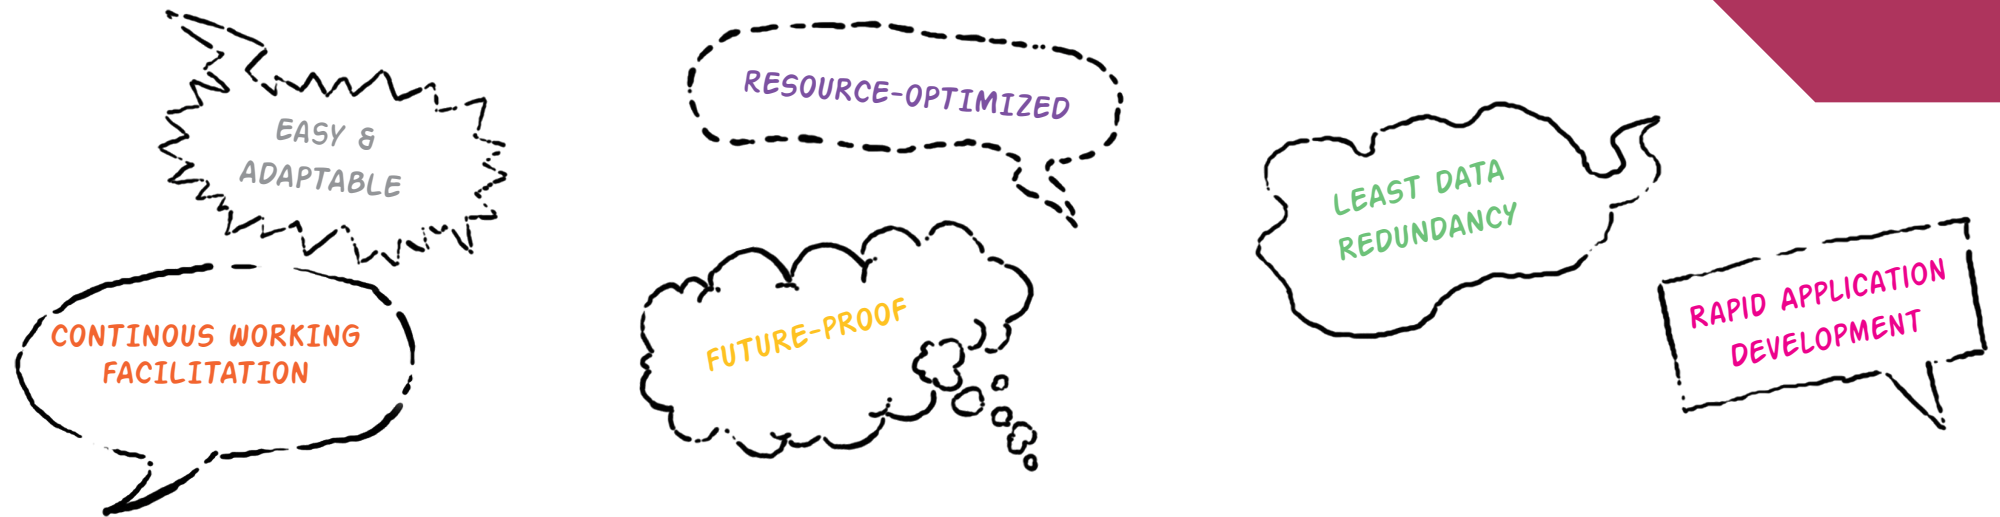 EASY &
ADAPTABLE
CONTINOUS WORKING
FACILITATION
RESOURCE-OPTIMIZED
FUTURE-PROOF
LEAST DATA
REDUNDANCY
RAPID APPLICATION
DEVELOPMENT